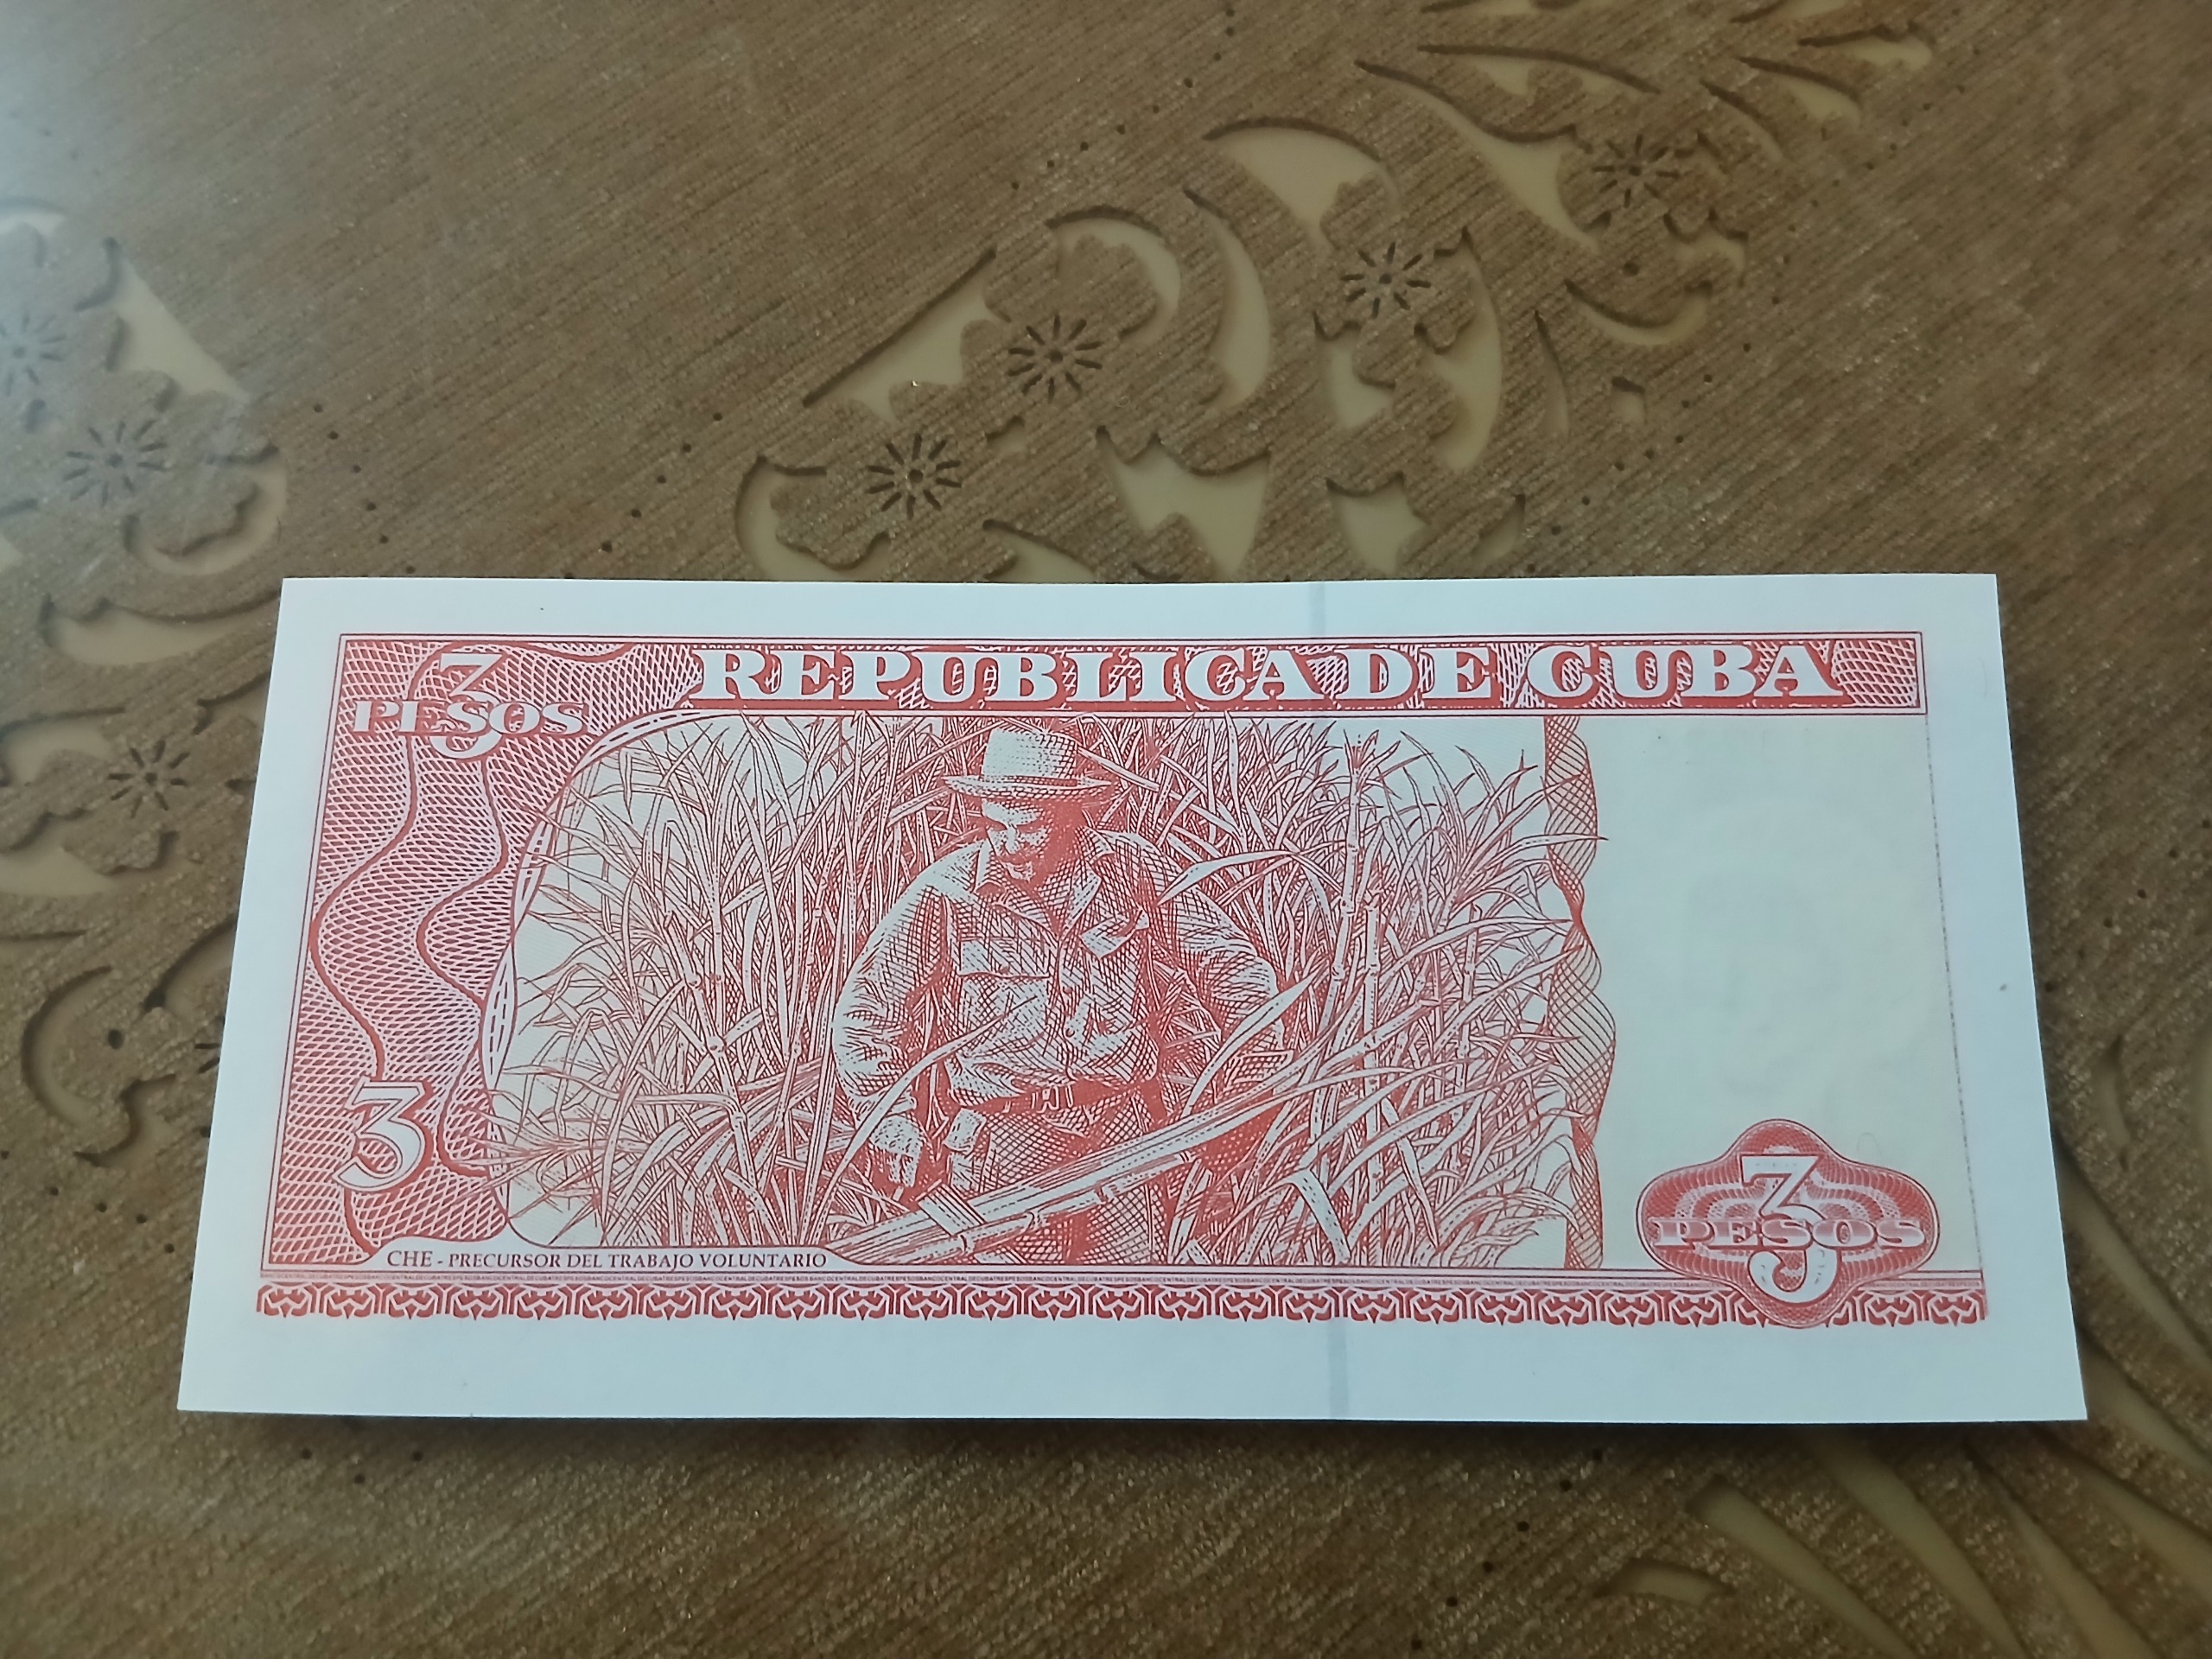 3
PESOS
REPUBLICA DE CUBA
3
CHE - PRECURSOR DEL TRABAJO VOLUNTARIO
3
PESOS